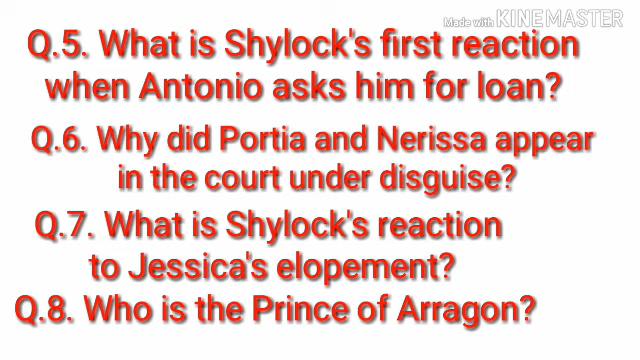 Made with KINEMASTER
Q.5. What is Shylock's first reaction
when Antonio asks him for loan?
Q.6. Why did Portia and Nerissa appear
in the court under disguise?
Q.7. What is Shylock's reaction
to Jessica's elopement?
Q.8. Who is the Prince of Arragon?